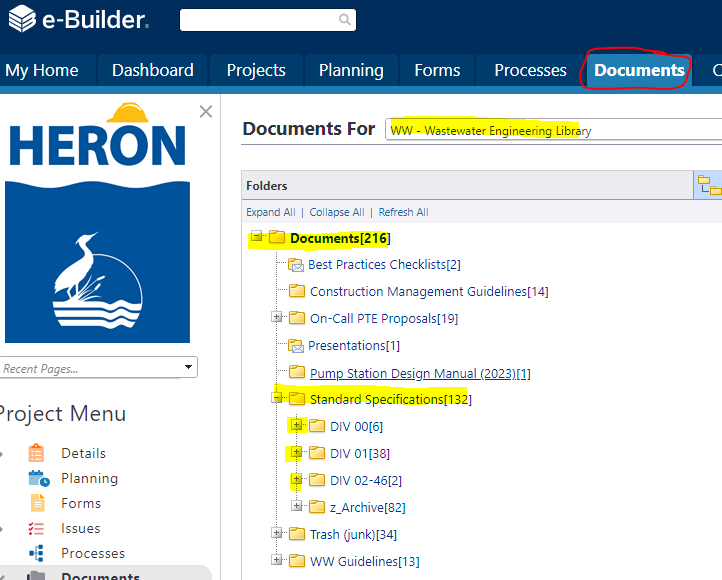 e-Builder.
My Home Dashboard Projects Planning Forms Processes Documents
HERON
Documents For WW - Wastewater Engineering Library
Folders
Expand All | Collapse All | Refresh All
Documents[216]
Best Practices Checklists[2]
Construction Management Guidelines[14]
On-Call PTE Proposals[19]
Presentations[1]
Pump Station Design Manual (2023)[1]
Standard Specifications[132]
DIV 00[6]
DIV 01[38]
DIV 02-46[2]
z_Archive[82]
Trash (junk)[34]
WW Guidelines[13]
Recent Pages...
Project Menu
Details
Planning
Forms
Issues
Processes
Documents